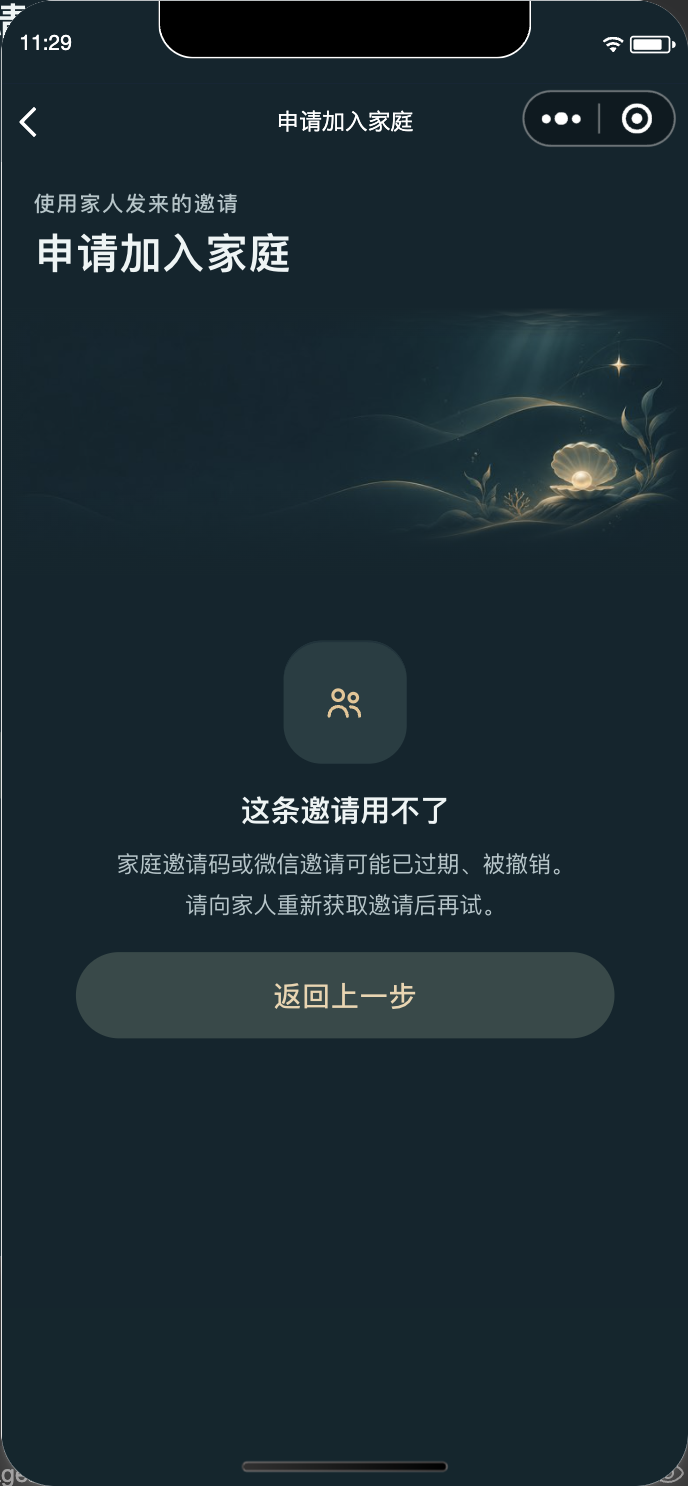 11:29
申请加入家庭
使用家人发来的邀请
申请加入家庭
这条邀请用不了
家庭邀请码或微信邀请可能已过期、被撤销。
请向家人重新获取邀请后再试。
返回上一步